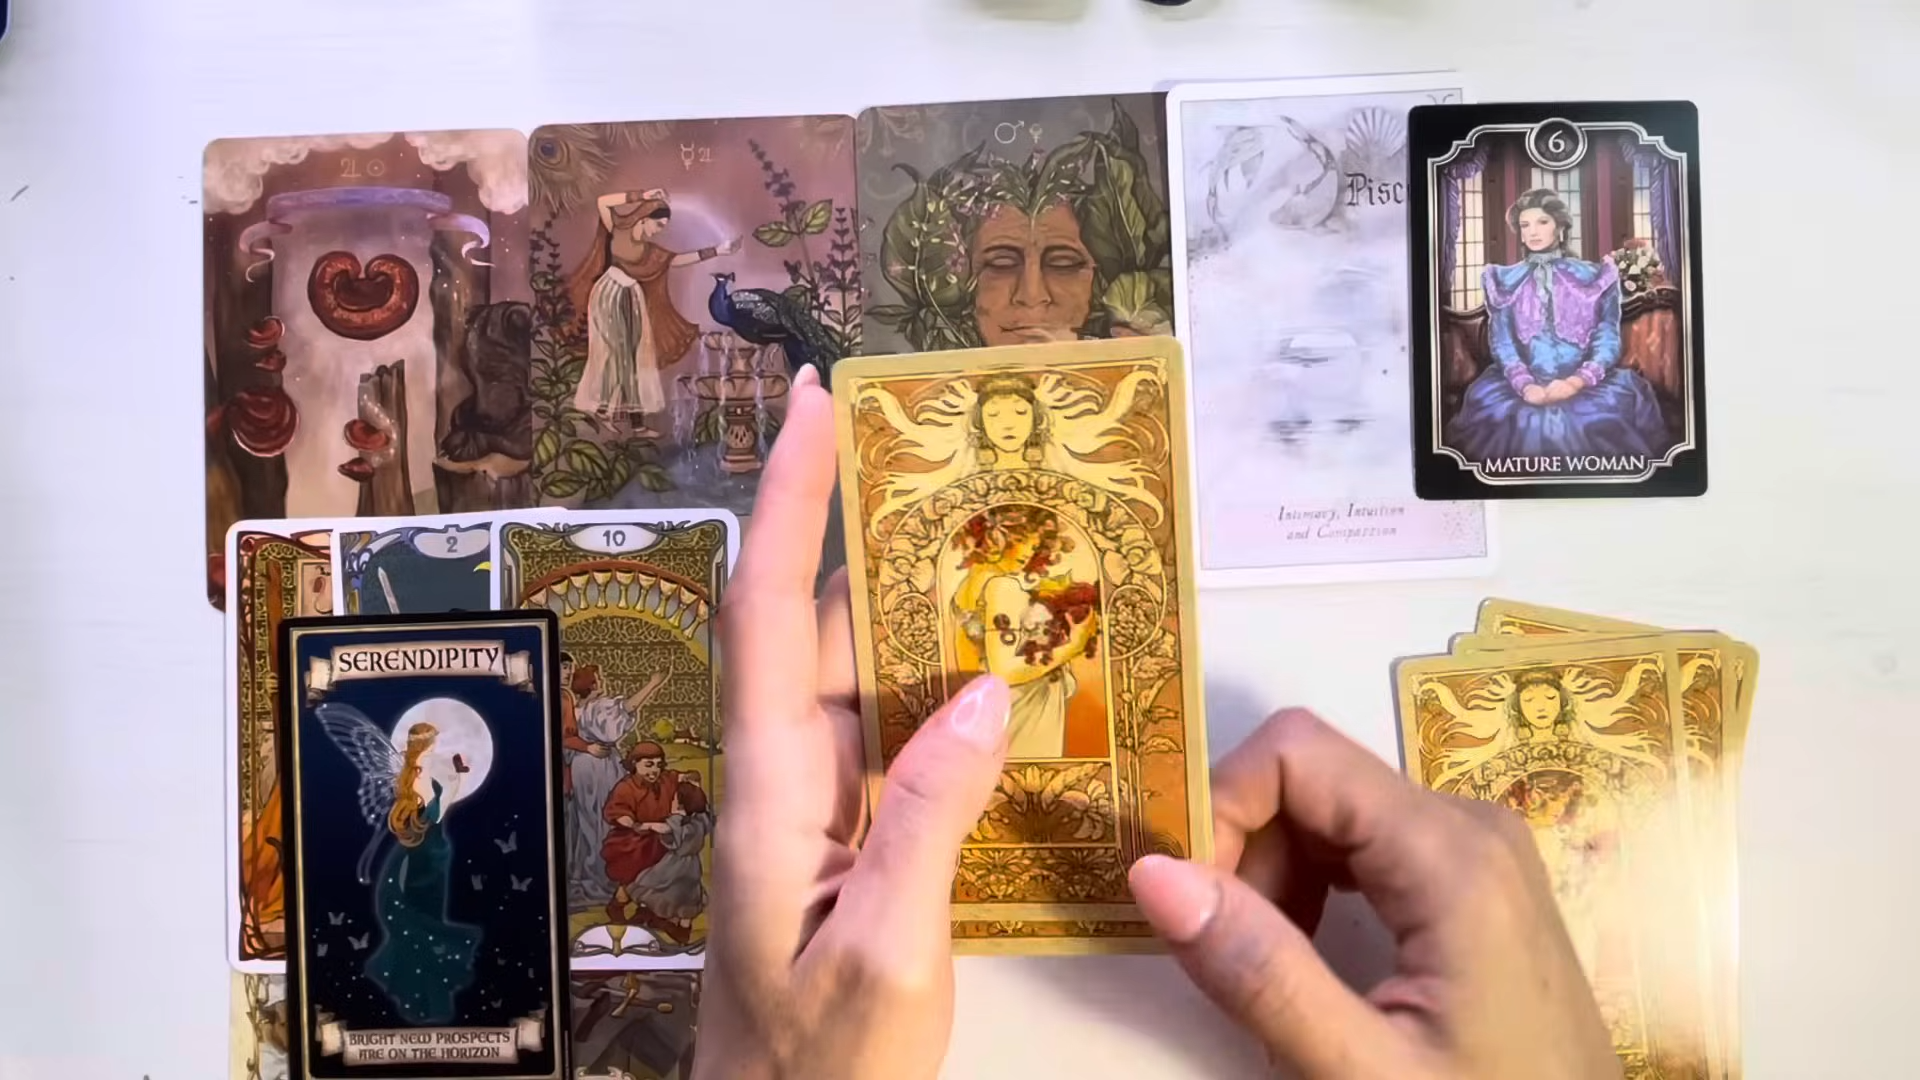 6
MATURE WOMAN
Intimacy, Intuition
and Compassion
2
10
SERENDIPITY
BRIGHT NEW PROSPECTS
ARE ON THE HORIZON